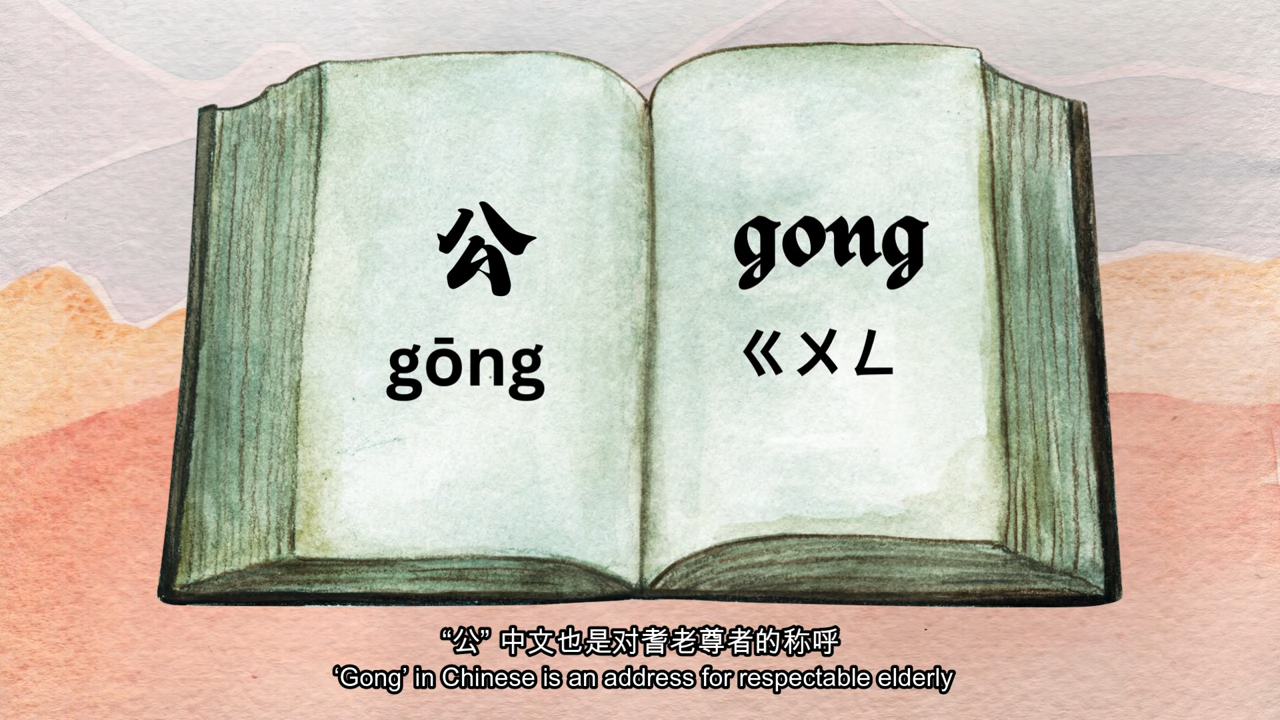 公
gōng
gong
ㄍㄨㄥ
“公” 中文也是对耆老尊者的称呼
‘Gong’ in Chinese is an address for respectable elderly